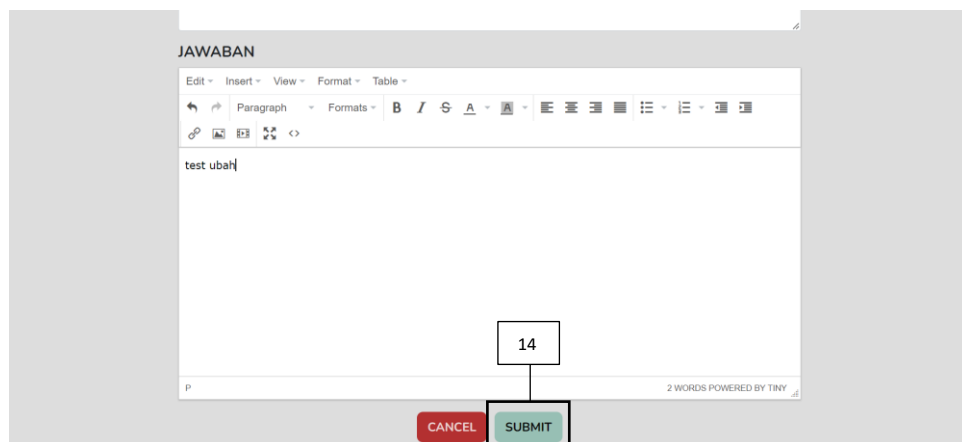 JAWABAN
Edit Insert View Format Table
Paragraph Formats B I S A A
test ubah
14
P 2 WORDS POWERED BY TINY
CANCEL SUBMIT